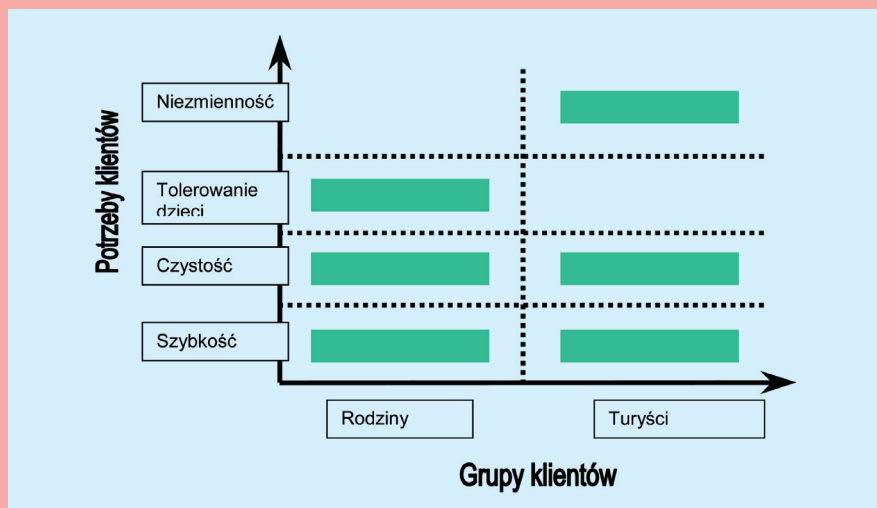 Niezmienność
Tolerowanie
dzieci
Czystość
Szybkość
Potrzeby klientów
Rodziny
Turyści
Grupy klientów